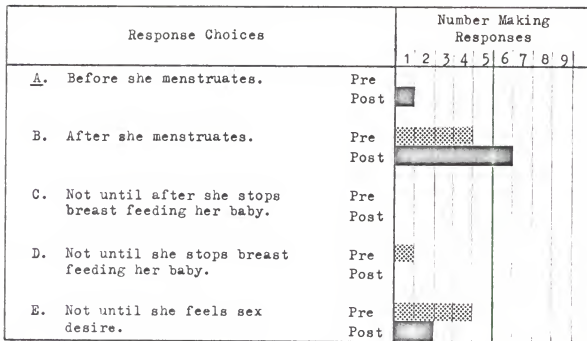 Response Choices
Number Making
Responses
1 2 3 4 5 6 7 8 9
A. Before she menstruates. Pre
Post
B. After she menstruates. Pre
Post
C. Not until after she stops Pre
breast feeding her baby. Post
D. Not until she stops breast Pre
feeding her baby. Post
E. Not until she feels sex Pre
desire. Post